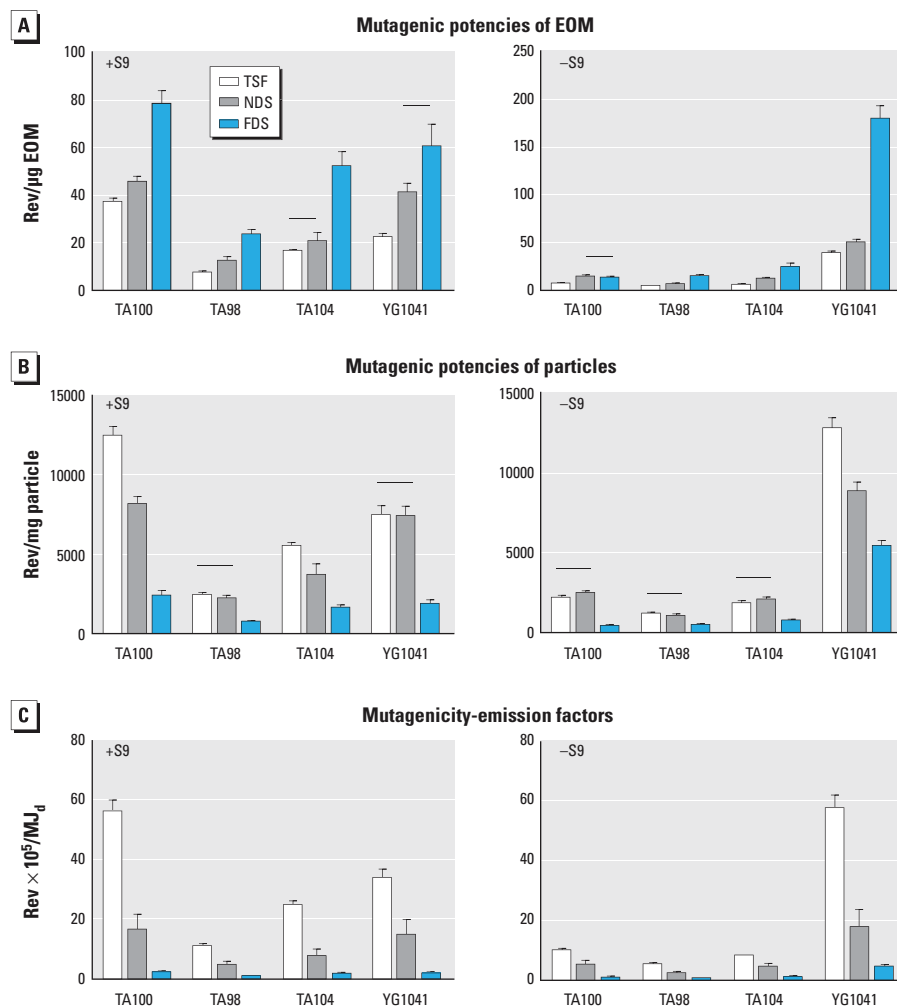 A
Mutagenic potencies of EOM
Rev/µg EOM
100
80
60
40
20
0
+S9
TSF
NDS
FDS
TA100 TA98 TA104 YG1041
250
200
150
100
50
0
–S9
TA100 TA98 TA104 YG1041
B
Mutagenic potencies of particles
Rev/mg particle
15000
10000
5000
0
+S9
TA100 TA98 TA104 YG1041
15000
10000
5000
0
–S9
TA100 TA98 TA104 YG1041
C
Mutagenicity-emission factors
Rev × 10⁵/MJd
80
60
40
20
0
+S9
TA100 TA98 TA104 YG1041
80
60
40
20
0
–S9
TA100 TA98 TA104 YG1041